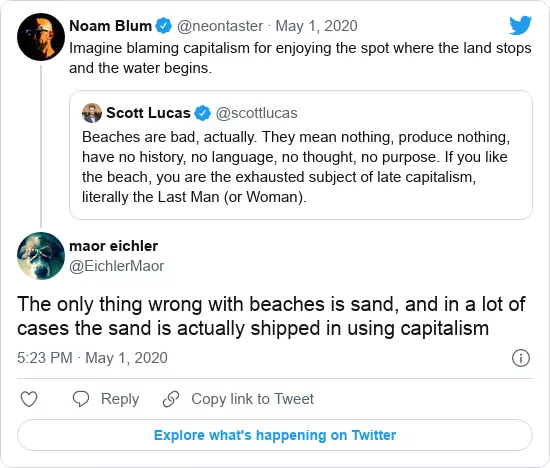 Noam Blum @neontaster · May 1, 2020
Imagine blaming capitalism for enjoying the spot where the land stops
and the water begins.
Scott Lucas @scottlucas
Beaches are bad, actually. They mean nothing, produce nothing,
have no history, no language, no thought, no purpose. If you like
the beach, you are the exhausted subject of late capitalism,
literally the Last Man (or Woman).
maor eichler
@EichlerMaor
The only thing wrong with beaches is sand, and in a lot of
cases the sand is actually shipped in using capitalism
5:23 PM · May 1, 2020
Reply Copy link to Tweet
Explore what's happening on Twitter